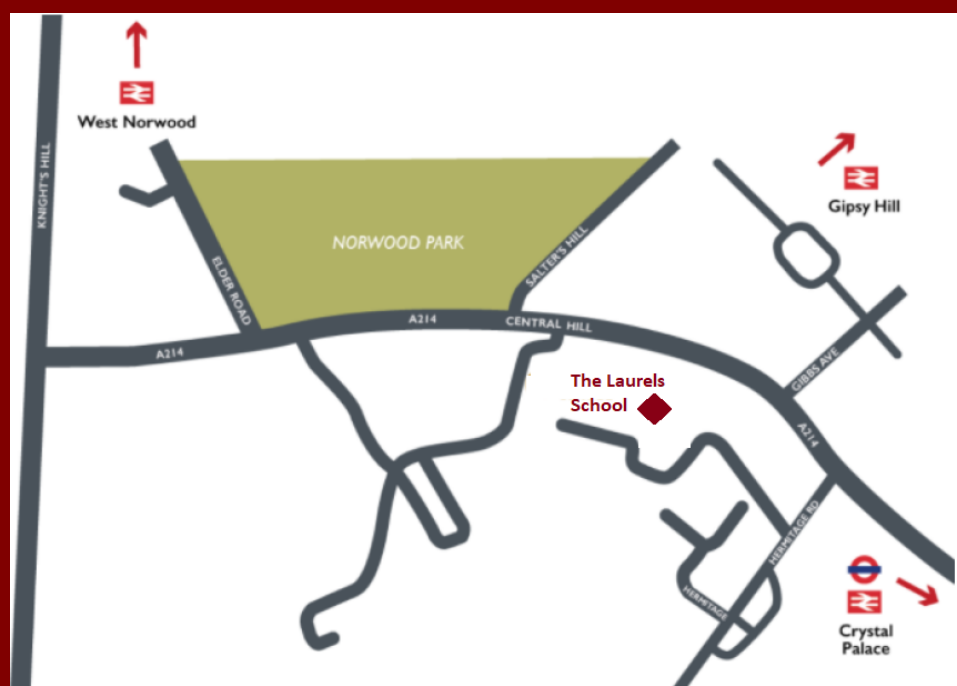 KNIGHT'S HILL
West Norwood
Gipsy Hill
NORWOOD PARK
ELDER ROAD
SALTER'S HILL
A214
A214
CENTRAL HILL
GIBBS AVE
The Laurels
School
A214
HERMITAGE RD
HERMITAGE
Crystal
Palace